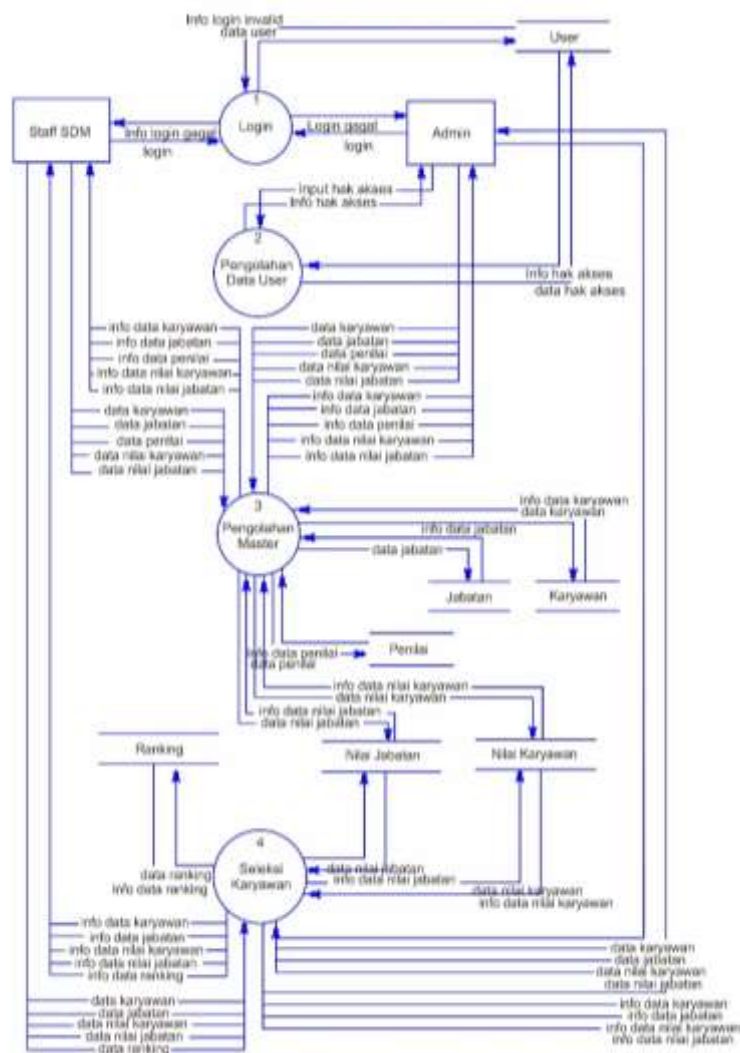 Info login invalid
data user
User
1
Login
Staff SDM
Info login gagal
login
Login gagal
login
Admin
input hak akses
Info hak akses
2
Pengolahan
Data User
Info hak akses
data hak akses
info data karyawan
info data jabatan
info data penilai
info data nilai karyawan
info data nilai jabatan
data karyawan
data jabatan
data penilai
data nilai karyawan
data nilai jabatan
data karyawan
data jabatan
data penilai
data nilai karyawan
data nilai jabatan
info data karyawan
info data jabatan
info data penilai
info data nilai karyawan
info data nilai jabatan
3
Pengolahan
Master
info data karyawan
data karyawan
info data jabatan
data jabatan
Jabatan
Karyawan
Penilai
info data penilai
data penilai
info data nilai karyawan
data nilai karyawan
info data nilai jabatan
data nilai jabatan
Ranking
Nilai Jabatan
Nilai Karyawan
4
Seleksi
Karyawan
data ranking
info data ranking
data nilai jabatan
info data nilai jabatan
data nilai karyawan
info data nilai karyawan
info data karyawan
info data jabatan
info data nilai karyawan
info data nilai jabatan
info data ranking
data karyawan
data jabatan
data nilai karyawan
data nilai jabatan
data ranking
data karyawan
data jabatan
data nilai karyawan
data nilai jabatan
info data karyawan
info data jabatan
info data nilai karyawan
info data nilai jabatan